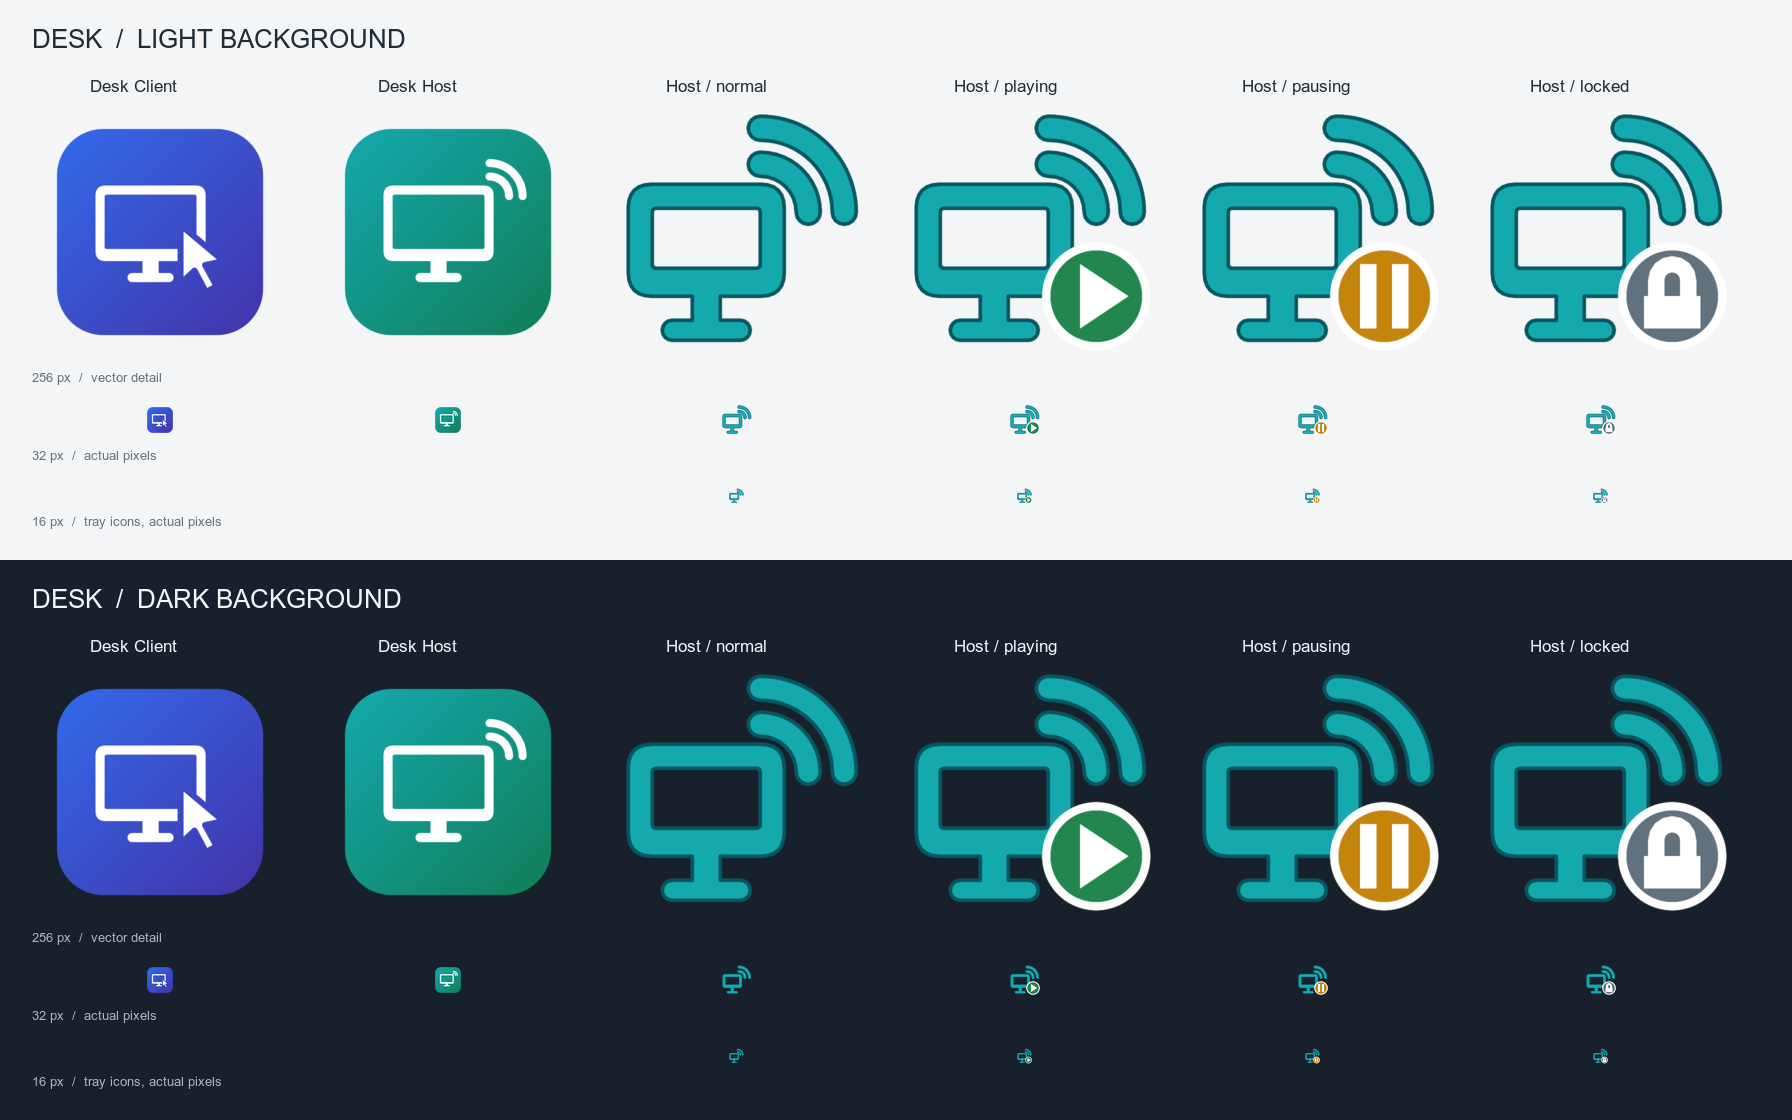 DESK / LIGHT BACKGROUND
Desk Client
Desk Host
Host / normal
Host / playing
Host / pausing
Host / locked
256 px / vector detail
32 px / actual pixels
16 px / tray icons, actual pixels
DESK / DARK BACKGROUND
Desk Client
Desk Host
Host / normal
Host / playing
Host / pausing
Host / locked
256 px / vector detail
32 px / actual pixels
16 px / tray icons, actual pixels